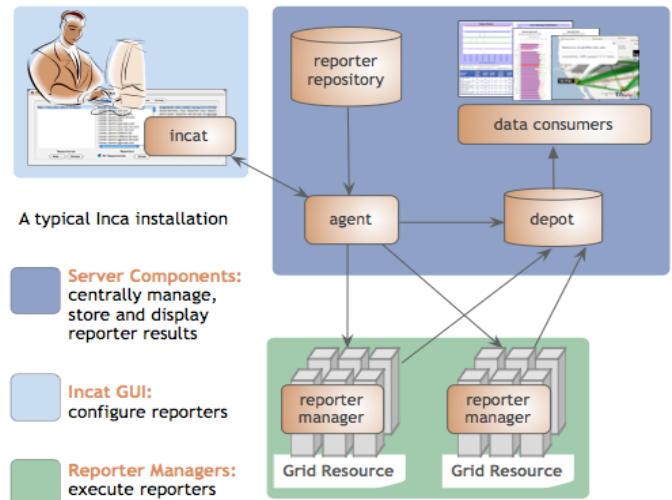 reporter
repository
data consumers
incat
agent
depot
A typical Inca installation
Server Components:
centrally manage,
store and display
reporter results
Incat GUI:
configure reporters
Reporter Managers:
execute reporters
reporter
manager
Grid Resource
reporter
manager
Grid Resource